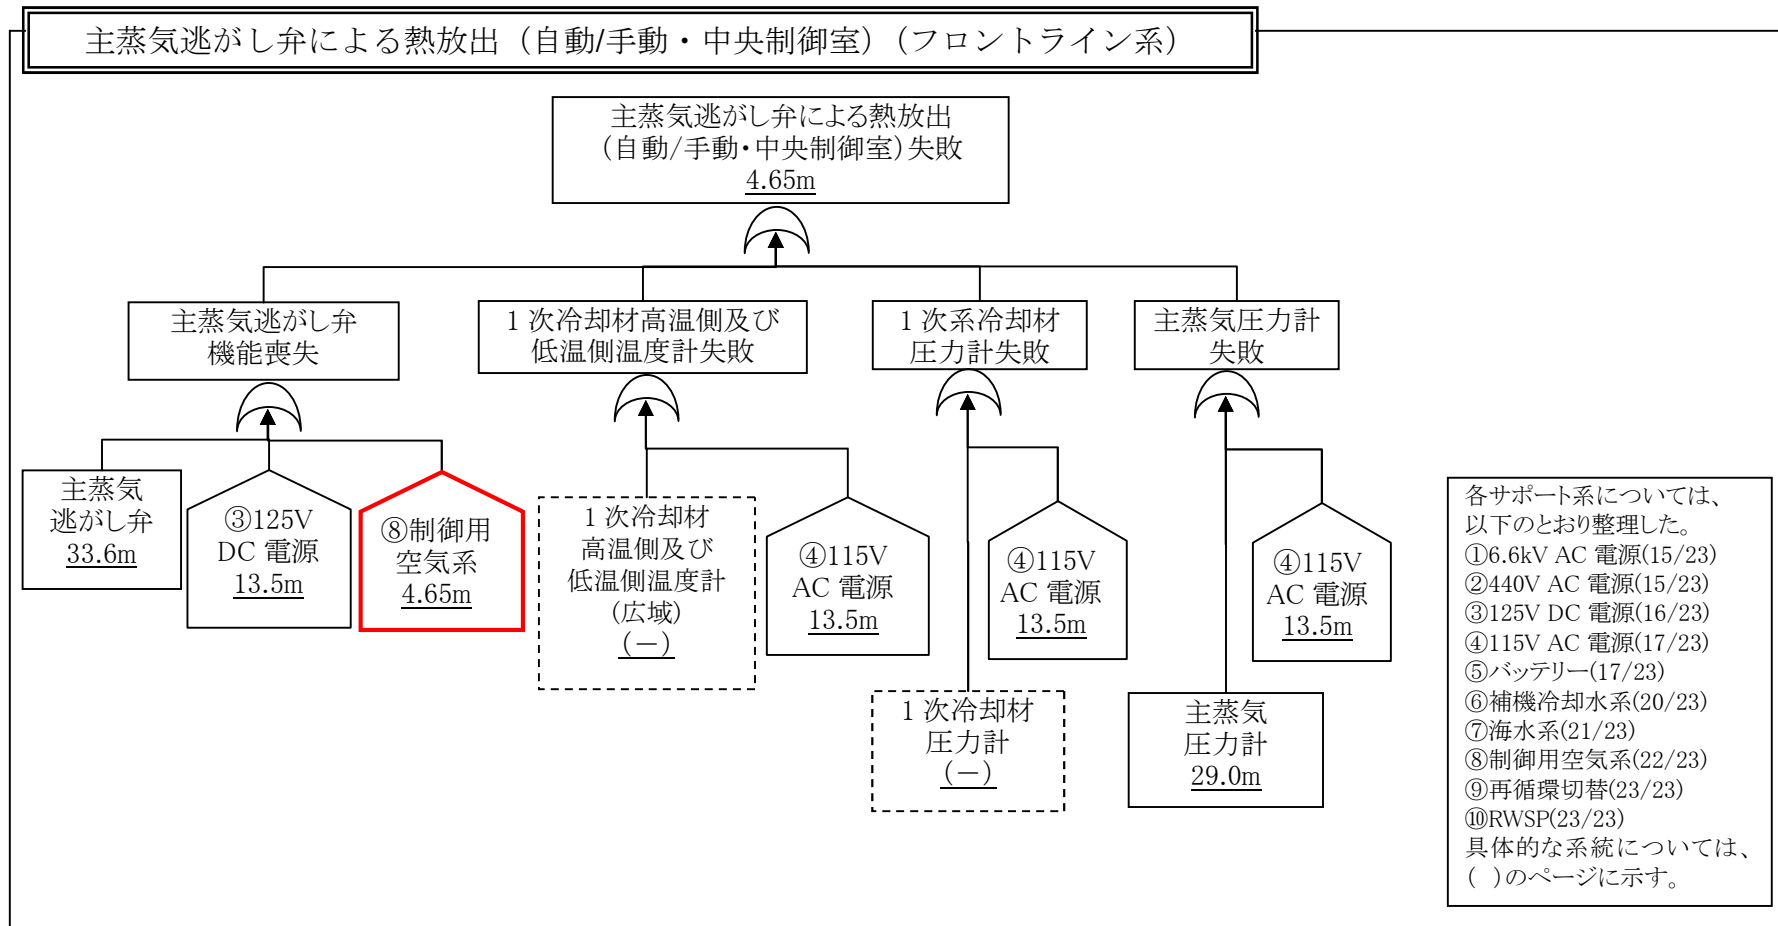 主蒸気逃がし弁による熱放出（自動/手動・中央制御室）（フロントライン系）
主蒸気逃がし弁による熱放出
（自動/手動・中央制御室）失敗
4.65m
主蒸気逃がし弁
機能喪失
1 次冷却材高温側及び
低温側温度計失敗
1 次系冷却材
圧力計失敗
主蒸気圧力計
失敗
主蒸気
逃がし弁
33.6m
③125V
DC 電源
13.5m
⑧制御用
空気系
4.65m
1 次冷却材
高温側及び
低温側温度計
(広域)
(－)
④115V
AC 電源
13.5m
1 次冷却材
圧力計
(－)
④115V
AC 電源
13.5m
主蒸気
圧力計
29.0m
④115V
AC 電源
13.5m
各サポート系については、
以下のとおり整理した。
①6.6kV AC 電源(15/23)
②440V AC 電源(15/23)
③125V DC 電源(16/23)
④115V AC 電源(17/23)
⑤バッテリー(17/23)
⑥補機冷却水系(20/23)
⑦海水系(21/23)
⑧制御用空気系(22/23)
⑨再循環切替(23/23)
⑩RWSP(23/23)
具体的な系統については、
( )のページに示す。